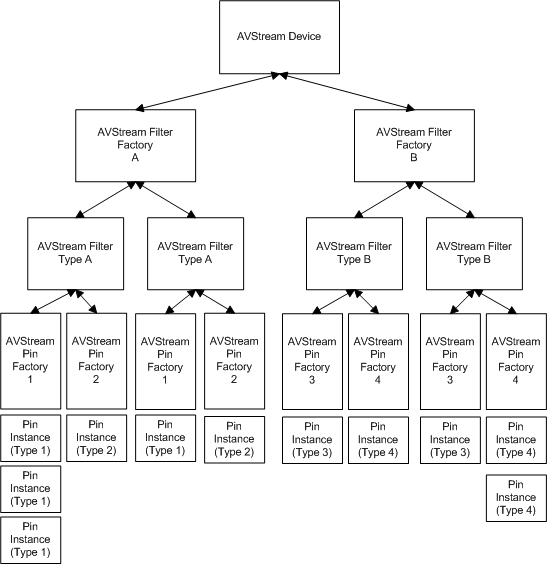 AVStream Device
AVStream Filter
Factory
A
AVStream Filter
Factory
B
AVStream Filter
Type A
AVStream Filter
Type A
AVStream Filter
Type B
AVStream Filter
Type B
AVStream
Pin
Factory
1
AVStream
Pin
Factory
2
AVStream
Pin
Factory
1
AVStream
Pin
Factory
2
AVStream
Pin
Factory
3
AVStream
Pin
Factory
4
AVStream
Pin
Factory
3
AVStream
Pin
Factory
4
Pin
Instance
(Type 1)
Pin
Instance
(Type 2)
Pin
Instance
(Type 1)
Pin
Instance
(Type 2)
Pin
Instance
(Type 3)
Pin
Instance
(Type 4)
Pin
Instance
(Type 3)
Pin
Instance
(Type 4)
Pin
Instance
(Type 1)
Pin
Instance
(Type 4)
Pin
Instance
(Type 1)